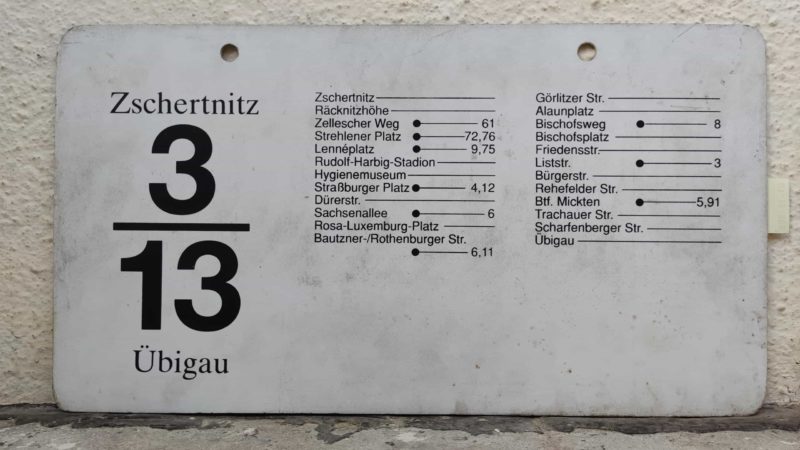 Zschertnitz
3
13
Übigau
Zschertnitz
Räcknitzhöhe
Zellescher Weg 61
Strehlener Platz 72,76
Lennéplatz 9,75
Rudolf-Harbig-Stadion
Hygienemuseum
Straßburger Platz 4,12
Dürerstr.
Sachsenallee 6
Rosa-Luxemburg-Platz
Bautzner-/Rothenburger Str.
6,11
Görlitzer Str.
Alaunplatz
Bischofsweg 8
Bischofsplatz
Friedensstr.
Liststr. 3
Bürgerstr.
Rehefelder Str.
Btf. Mickten 5,91
Trachauer Str.
Scharfenberger Str.
Übigau